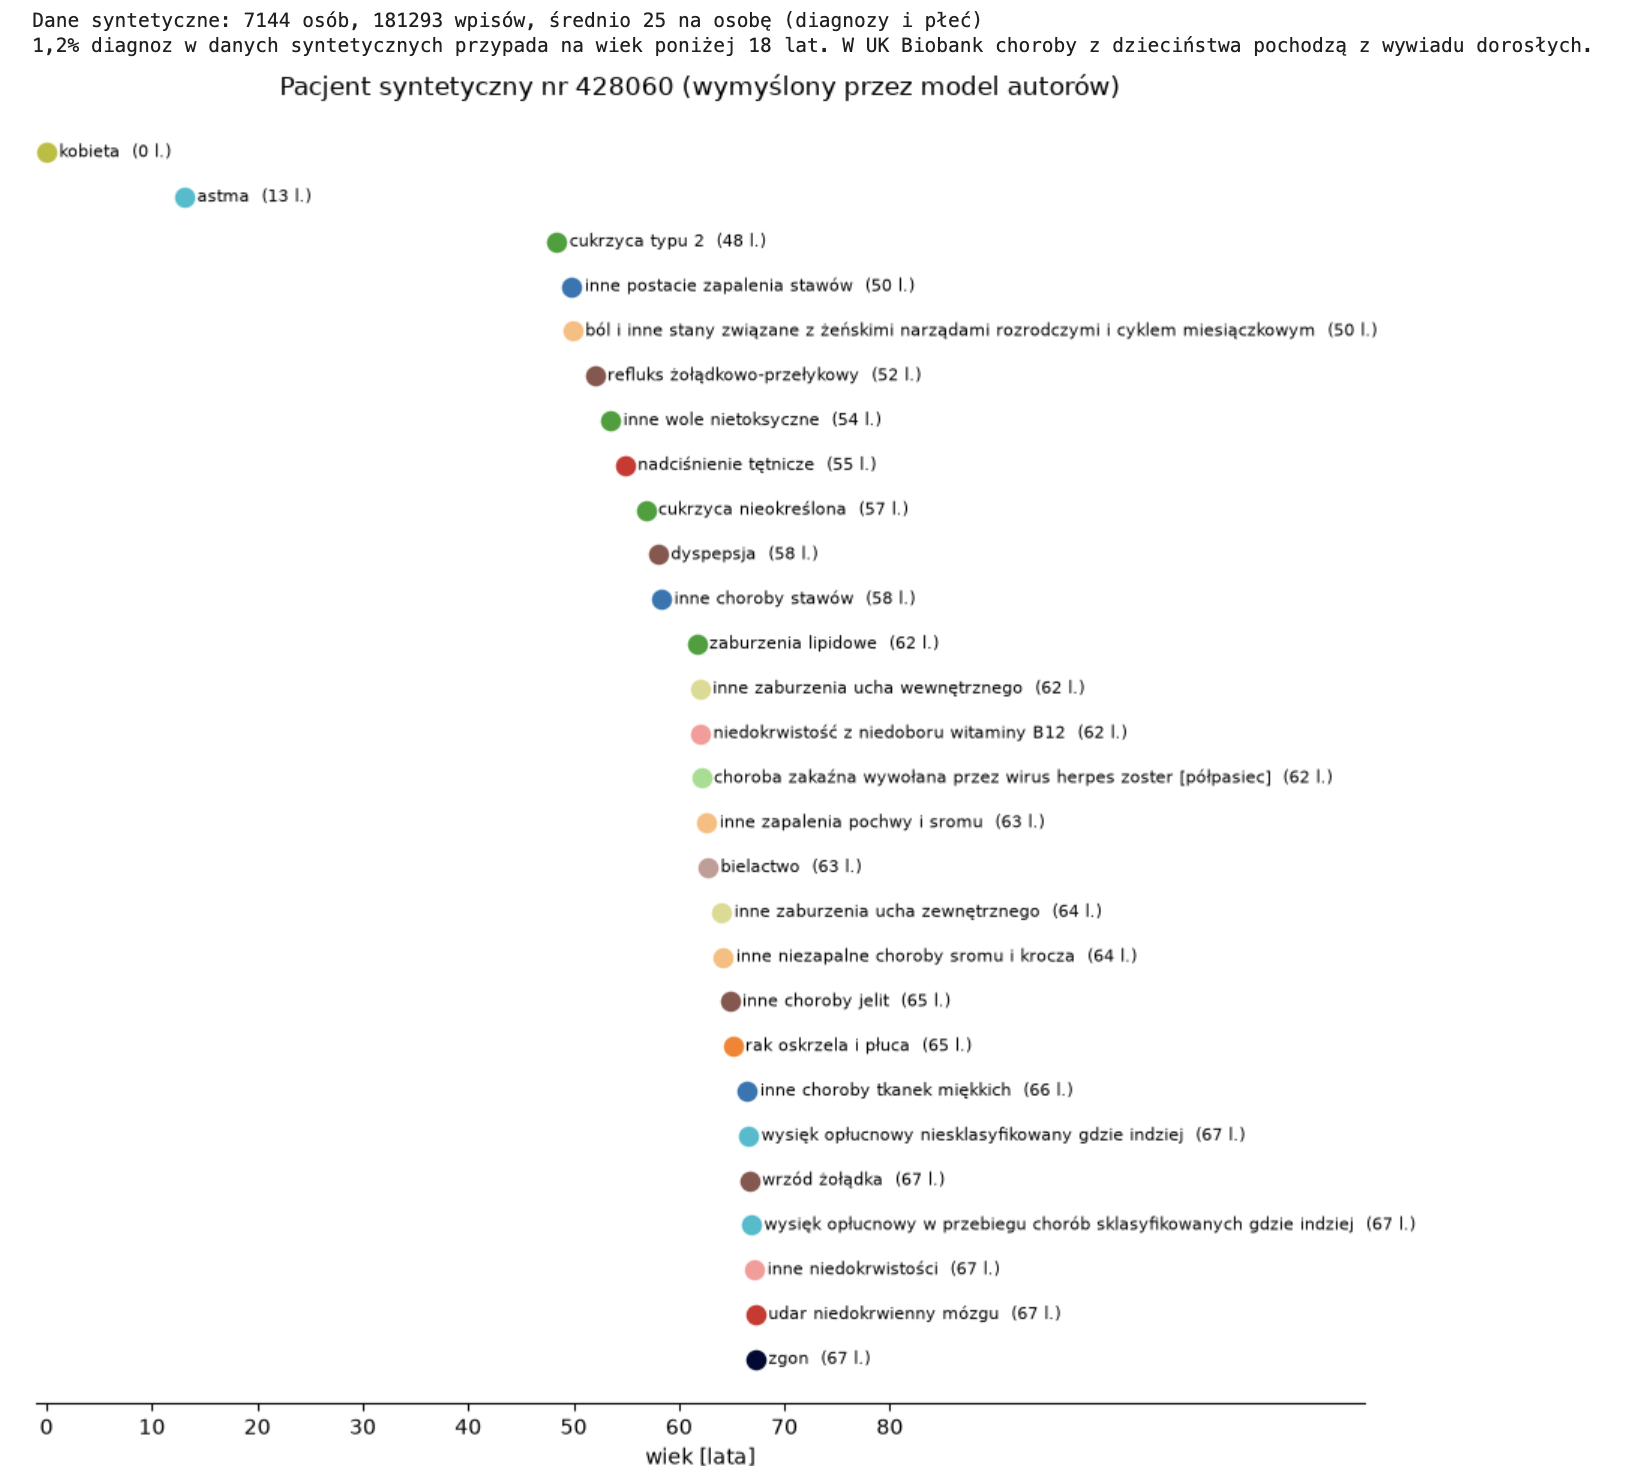 Dane syntetyczne: 7144 osób, 181293 wpisów, średnio 25 na osobę (diagnozy i płeć)
1,2% diagnoz w danych syntetycznych przypada na wiek poniżej 18 lat. W UK Biobank choroby z dzieciństwa pochodzą z wywiadu dorosłych.
Pacjent syntetyczny nr 428060 (wymyślony przez model autorów)
kobieta (0 l.)
astma (13 l.)
cukrzyca typu 2 (48 l.)
inne postacie zapalenia stawów (50 l.)
ból i inne stany związane z żeńskimi narządami rozrodczymi i cyklem miesiączkowym (50 l.)
refluks żołądkowo-przełykowy (52 l.)
inne wole nietoksyczne (54 l.)
nadciśnienie tętnicze (55 l.)
cukrzyca nieokreślona (57 l.)
dyspepsja (58 l.)
inne choroby stawów (58 l.)
zaburzenia lipidowe (62 l.)
inne zaburzenia ucha wewnętrznego (62 l.)
niedokrwistość z niedoboru witaminy B12 (62 l.)
choroba zakaźna wywołana przez wirus herpes zoster [półpasiec] (62 l.)
inne zapalenia pochwy i sromu (63 l.)
bielactwo (63 l.)
inne zaburzenia ucha zewnętrznego (64 l.)
inne niezapalne choroby sromu i krocza (64 l.)
inne choroby jelit (65 l.)
rak oskrzela i płuca (65 l.)
inne choroby tkanek miękkich (66 l.)
wysięk opłucnowy niesklasyfikowany gdzie indziej (67 l.)
wrzód żołądka (67 l.)
wysięk opłucnowy w przebiegu chorób sklasyfikowanych gdzie indziej (67 l.)
inne niedokrwistości (67 l.)
udar niedokrwienny mózgu (67 l.)
zgon (67 l.)
0 10 20 30 40 50 60 70 80
wiek [lata]